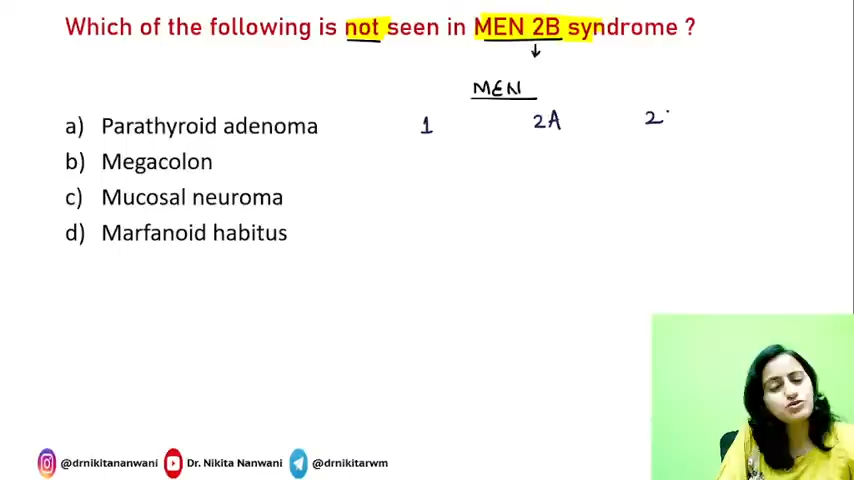 Which of the following is not seen in MEN 2B syndrome ?
MEN
1 2A 2
a) Parathyroid adenoma
b) Megacolon
c) Mucosal neuroma
d) Marfanoid habitus
@drnikitananwani Dr. Nikita Nanwani @drnikitarwm